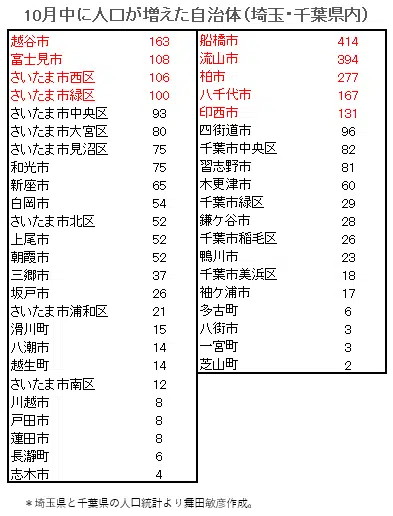 10月中に人口が増えた自治体（埼玉・千葉県内）
越谷市 163
富士見市 108
さいたま市西区 106
さいたま市緑区 100
さいたま市中央区 93
さいたま市大宮区 80
さいたま市見沼区 75
和光市 75
新座市 65
白岡市 54
さいたま市北区 52
上尾市 52
朝霞市 52
三郷市 37
坂戸市 26
さいたま市浦和区 21
滑川町 15
八潮市 14
越生町 14
さいたま市南区 12
川越市 8
戸田市 8
蓮田市 8
長瀞町 6
志木市 4
船橋市 414
流山市 394
柏市 277
八千代市 167
印西市 131
四街道市 96
千葉市中央区 82
習志野市 81
木更津市 60
千葉市緑区 29
鎌ケ谷市 28
千葉市稲毛区 26
鴨川市 23
千葉市美浜区 18
袖ケ浦市 17
多古町 6
八街市 3
一宮町 3
芝山町 2
＊埼玉県と千葉県の人口統計より舞田敏彦作成。